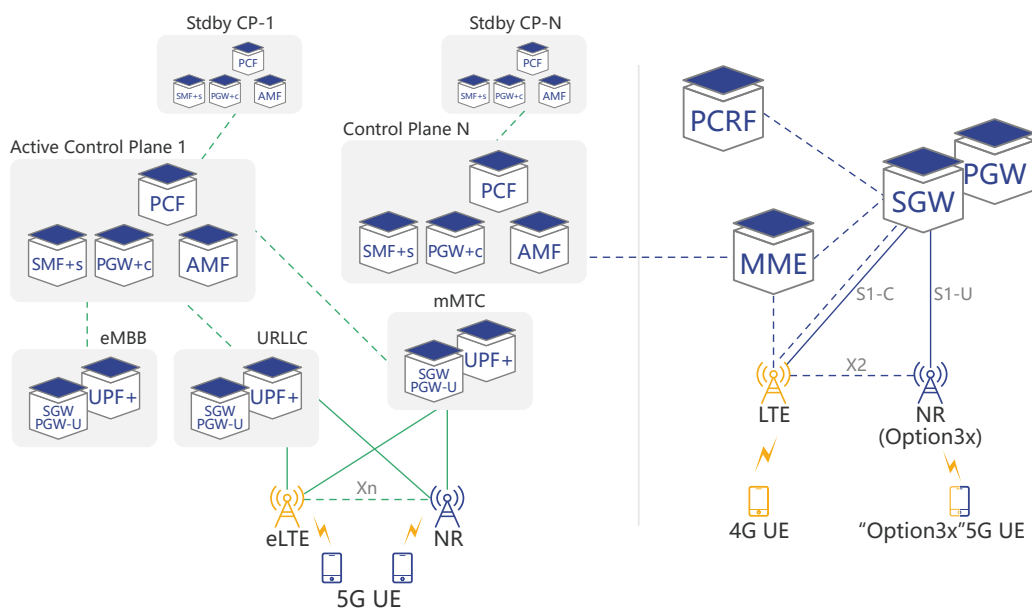 Stdby CP-1
PCF
SMF+s
PGW+c
AMF
Stdby CP-N
PCF
SMF+s
PGW+c
AMF
Active Control Plane 1
PCF
SMF+s
PGW+c
AMF
Control Plane N
PCF
SMF+s
PGW+c
AMF
eMBB
SGW
PGW-U
UPF+
URLLC
SGW
PGW-U
UPF+
mMTC
SGW
PGW-U
UPF+
Xn
eLTE
NR
5G UE
PCRF
PGW
SGW
MME
S1-C
S1-U
X2
LTE
NR
(Option3x)
4G UE
“Option3x”5G UE